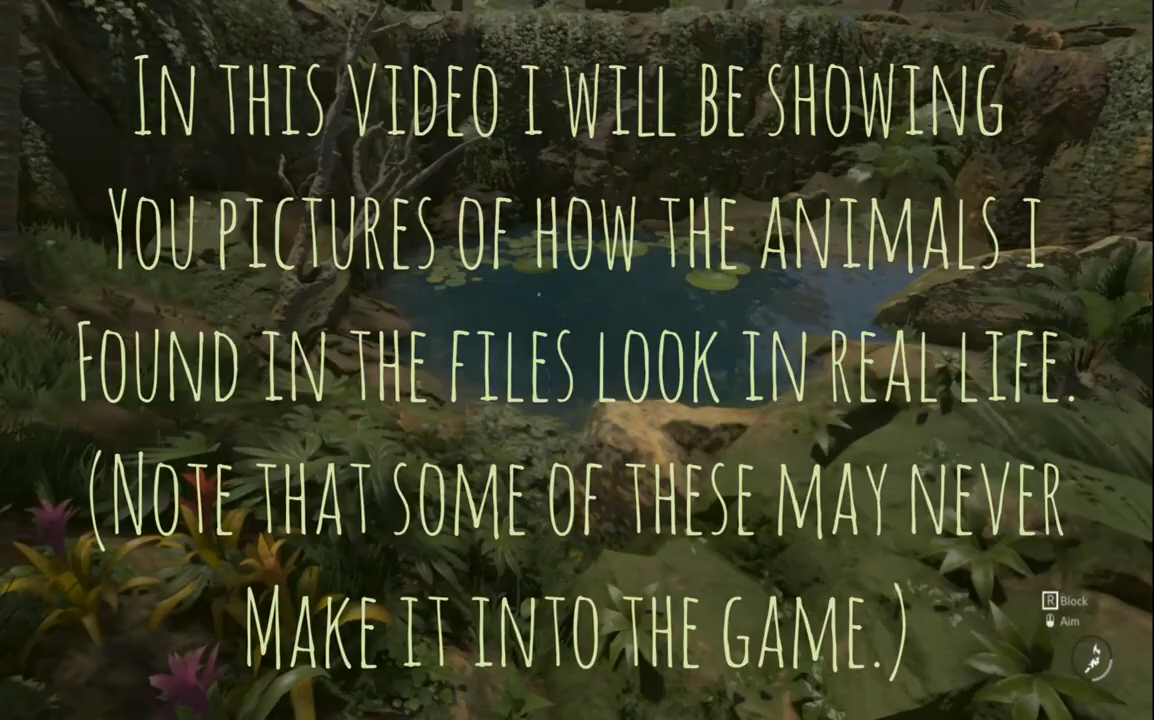 In this video i will be showing
You pictures of how the animals i
Found in the files look in real life.
(Note that some of these may never
Make it into the game.)
R Block
Aim